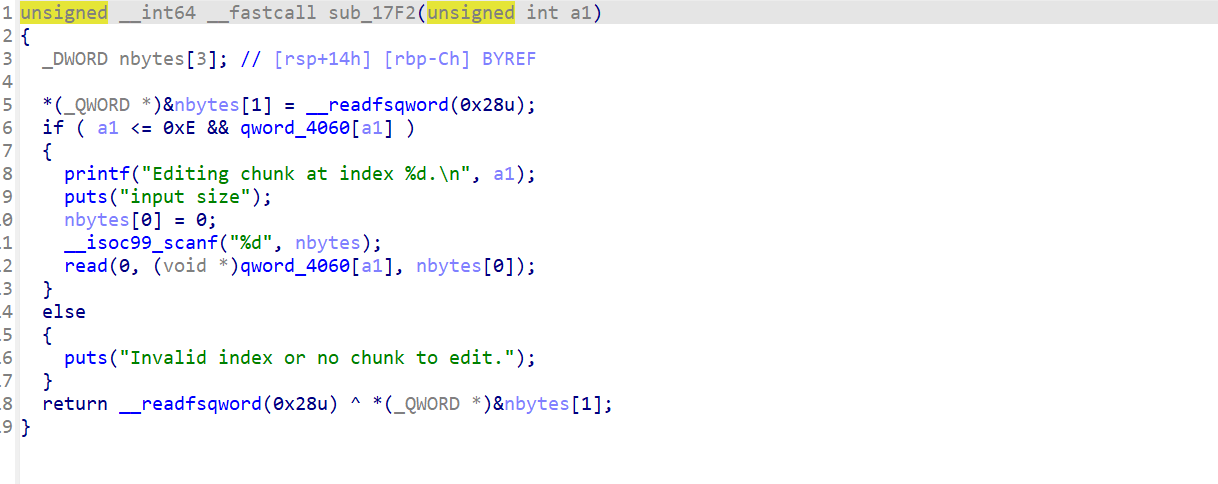 1 unsigned __int64 __fastcall sub_17F2(unsigned int a1)
2 {
3   _DWORD nbytes[3]; // [rsp+14h] [rbp-Ch] BYREF
4
5   *(_QWORD *)&nbytes[1] = __readfsqword(0x28u);
6   if ( a1 <= 0xE && qword_4060[a1] )
7   {
8     printf("Editing chunk at index %d.\n", a1);
9     puts("input size");
0     nbytes[0] = 0;
1     __isoc99_scanf("%d", nbytes);
2     read(0, (void *)qword_4060[a1], nbytes[0]);
3   }
4   else
5   {
6     puts("Invalid index or no chunk to edit.");
7   }
8   return __readfsqword(0x28u) ^ *(_QWORD *)&nbytes[1];
9 }